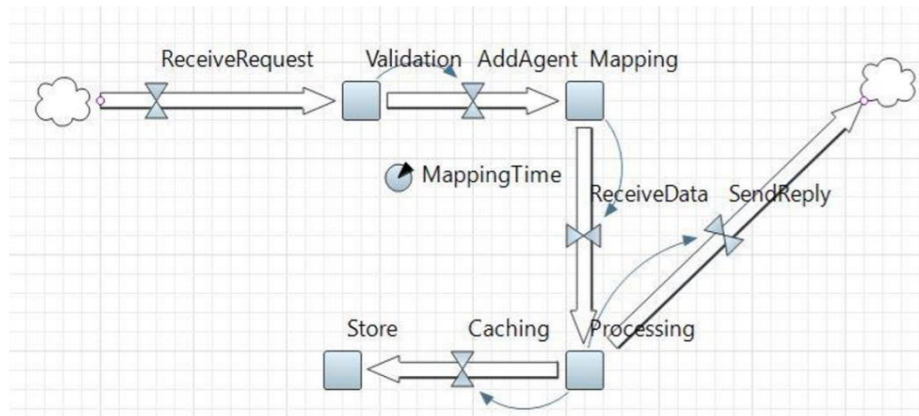 ReceiveRequest
Validation
AddAgent
Mapping
MappingTime
ReceiveData
SendReply
Store
Caching
Processing